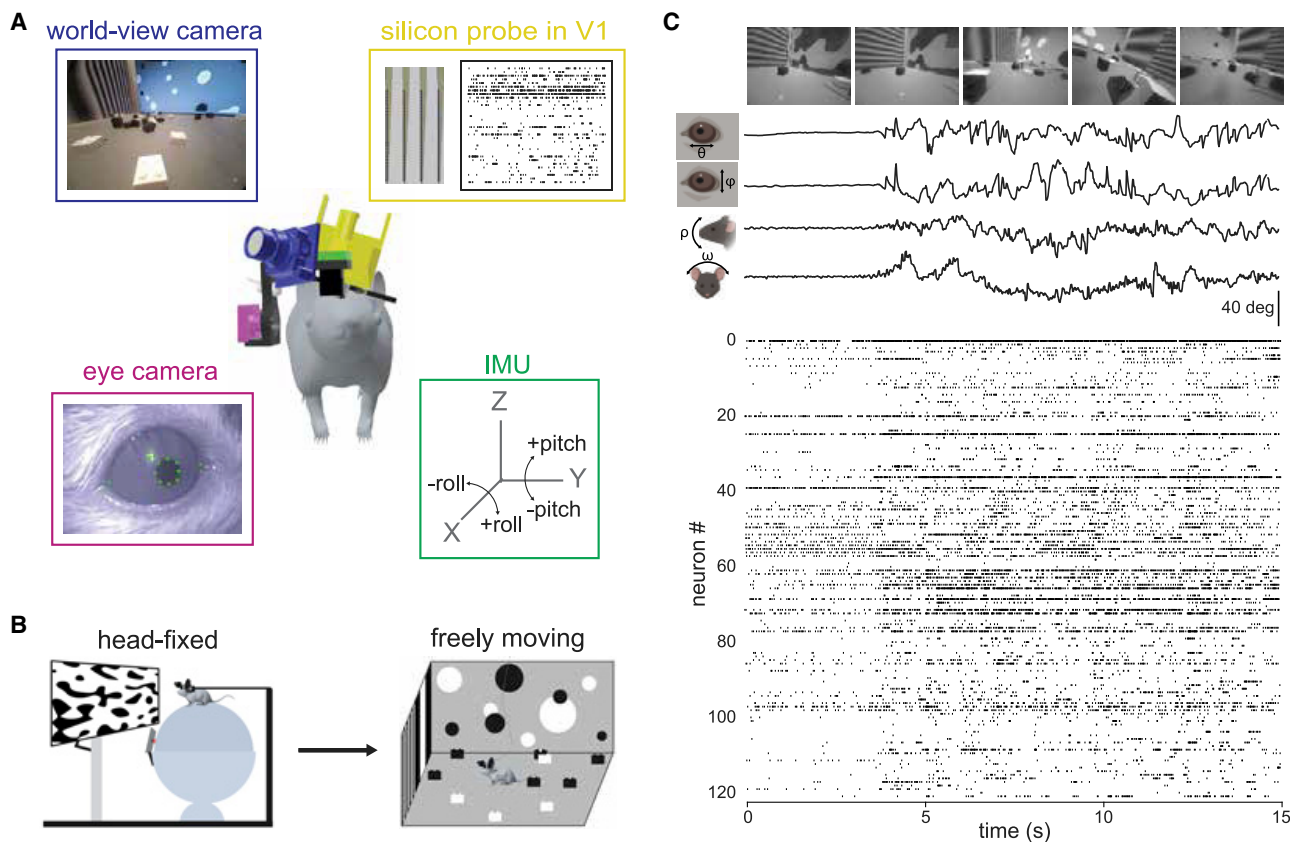 A
world-view camera
silicon probe in V1
eye camera
IMU
Z
+pitch
Y
-roll
-pitch
+roll
X
B
head-fixed
freely moving
C
θ
φ
ρ
ω
40 deg
0
20
40
60
80
100
120
neuron #
0
5
10
15
time (s)